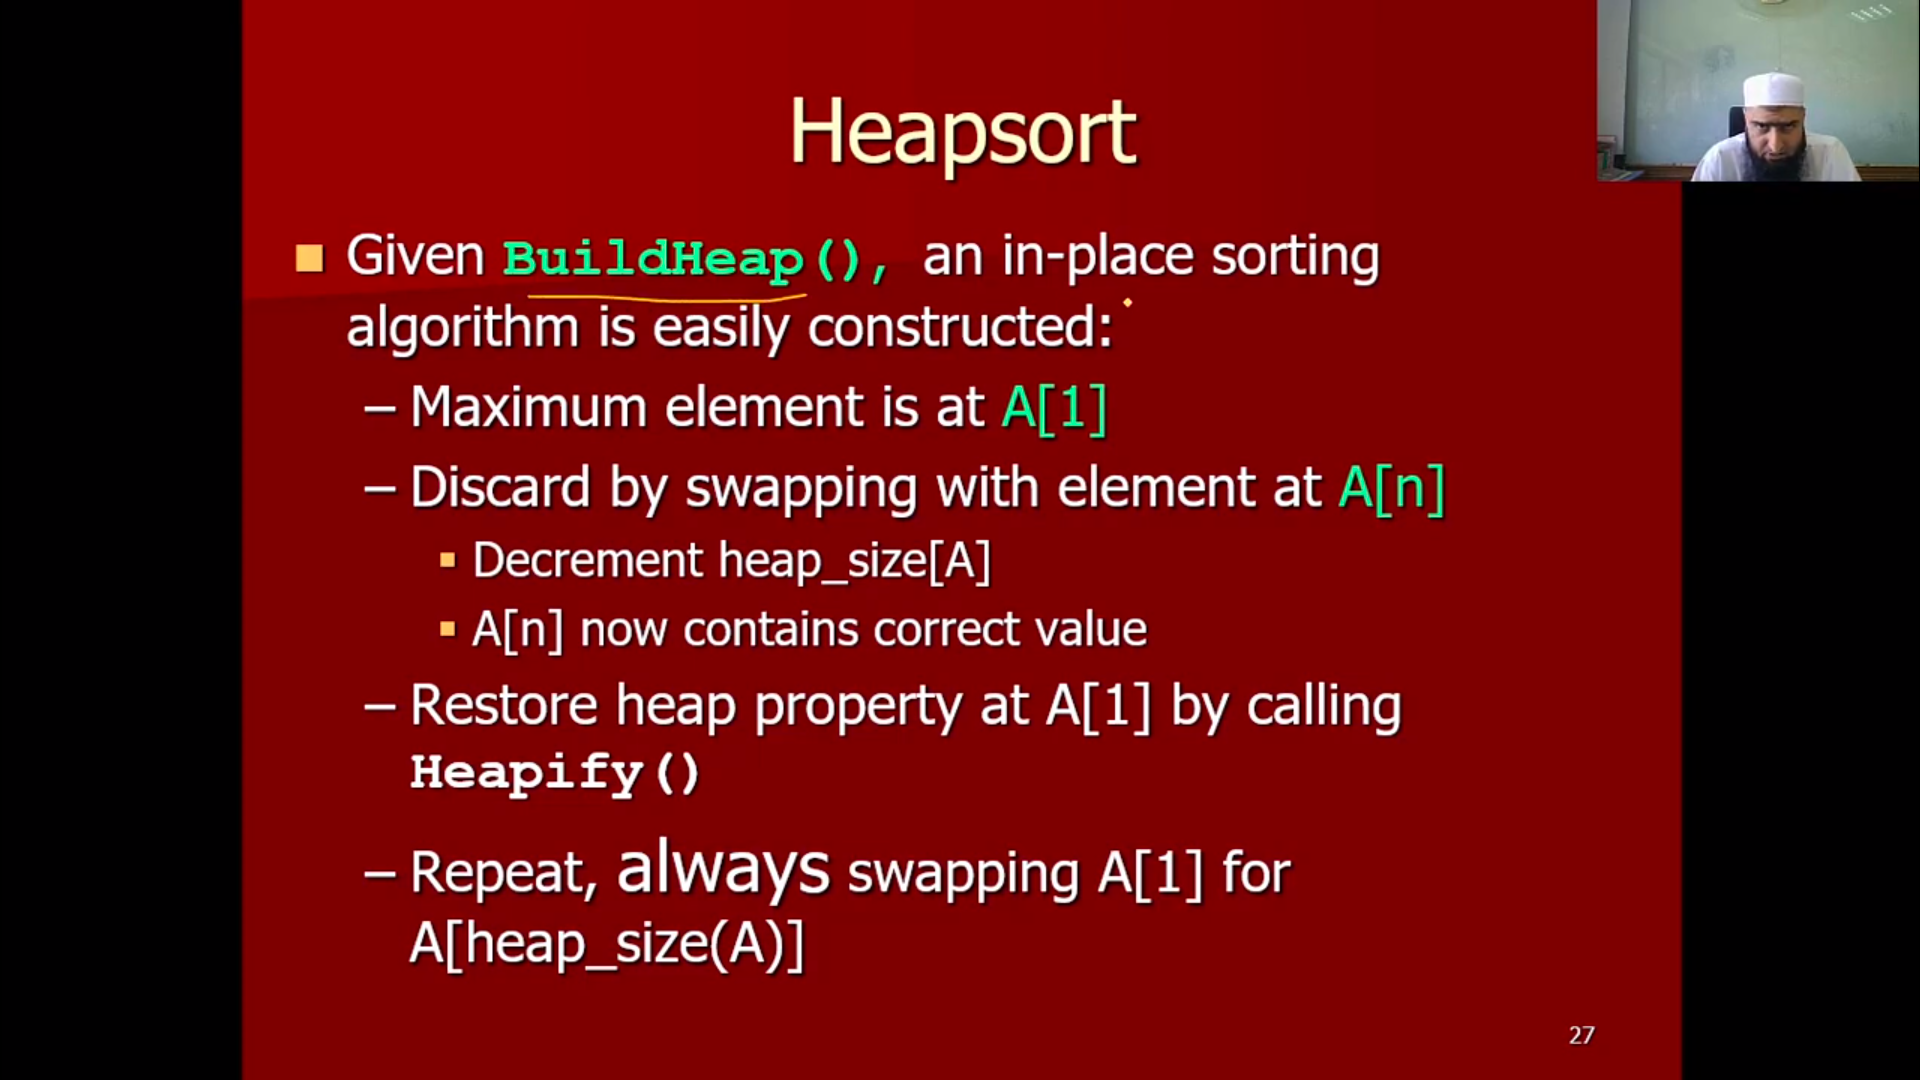 Heapsort
Given BuildHeap(), an in-place sorting
algorithm is easily constructed:
– Maximum element is at A[1]
– Discard by swapping with element at A[n]
Decrement heap_size[A]
A[n] now contains correct value
– Restore heap property at A[1] by calling
Heapify()
– Repeat, always swapping A[1] for
A[heap_size(A)]
27